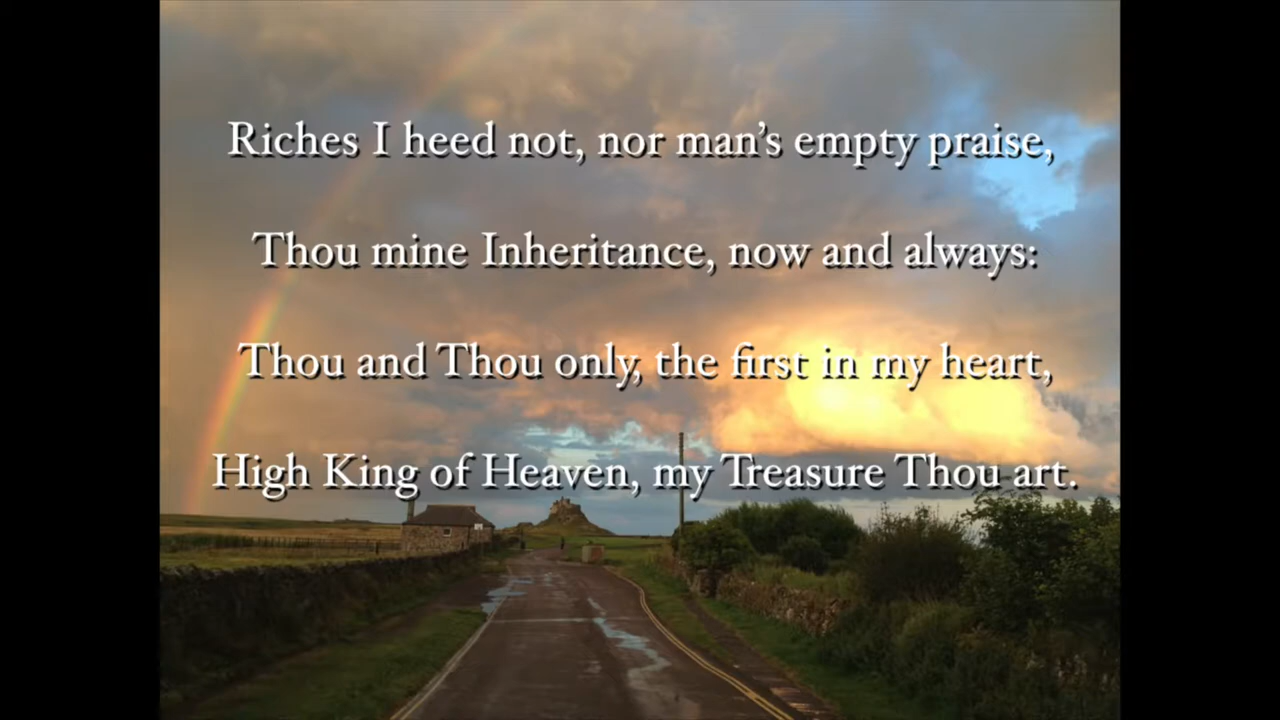 Riches I heed not, nor man’s empty praise,
Thou mine Inheritance, now and always:
Thou and Thou only, the first in my heart,
High King of Heaven, my Treasure Thou art.